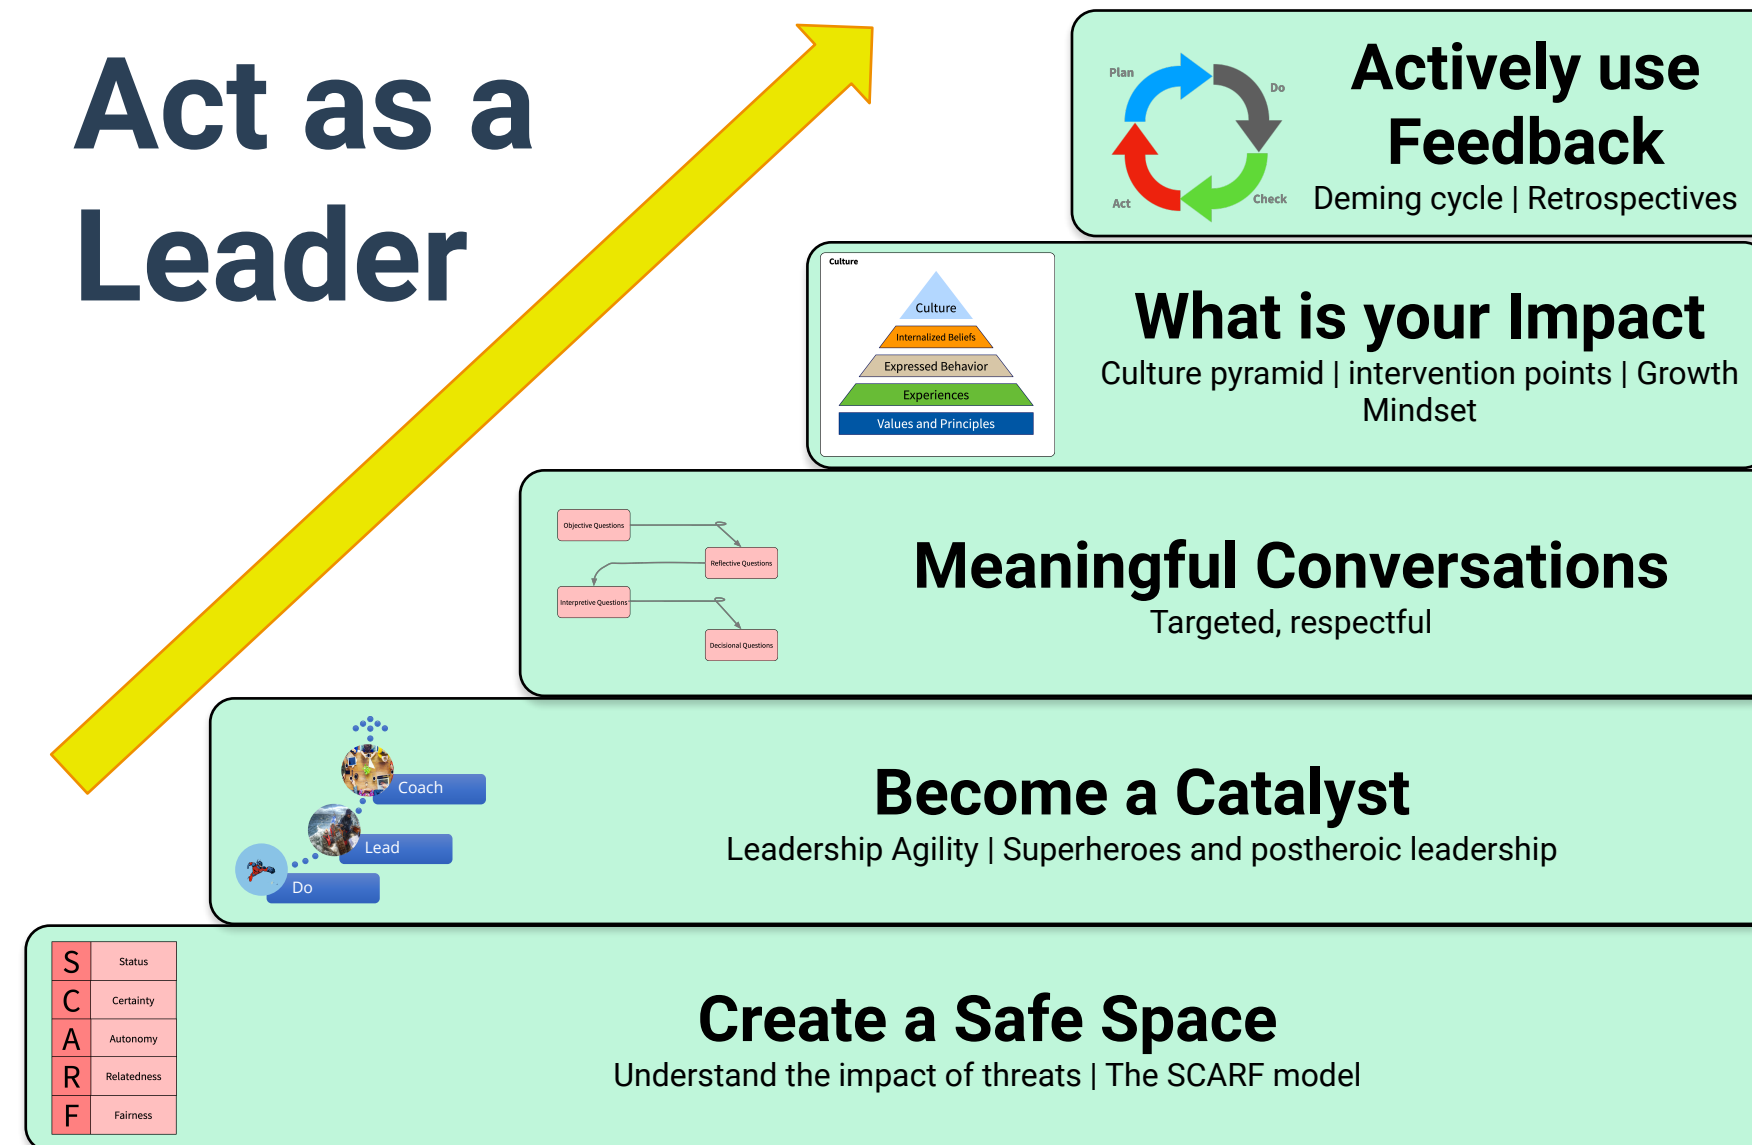 Act as a
Leader
Plan
Do
Check
Act
Actively use
Feedback
Deming cycle | Retrospectives
Culture
Culture
Internalized Beliefs
Expressed Behavior
Experiences
Values and Principles
What is your Impact
Culture pyramid | intervention points | Growth
Mindset
Objective Questions
Reflective Questions
Interpretive Questions
Decisional Questions
Meaningful Conversations
Targeted, respectful
Coach
Lead
Do
Become a Catalyst
Leadership Agility | Superheroes and postheroic leadership
S Status
C Certainty
A Autonomy
R Relatedness
F Fairness
Create a Safe Space
Understand the impact of threats | The SCARF model